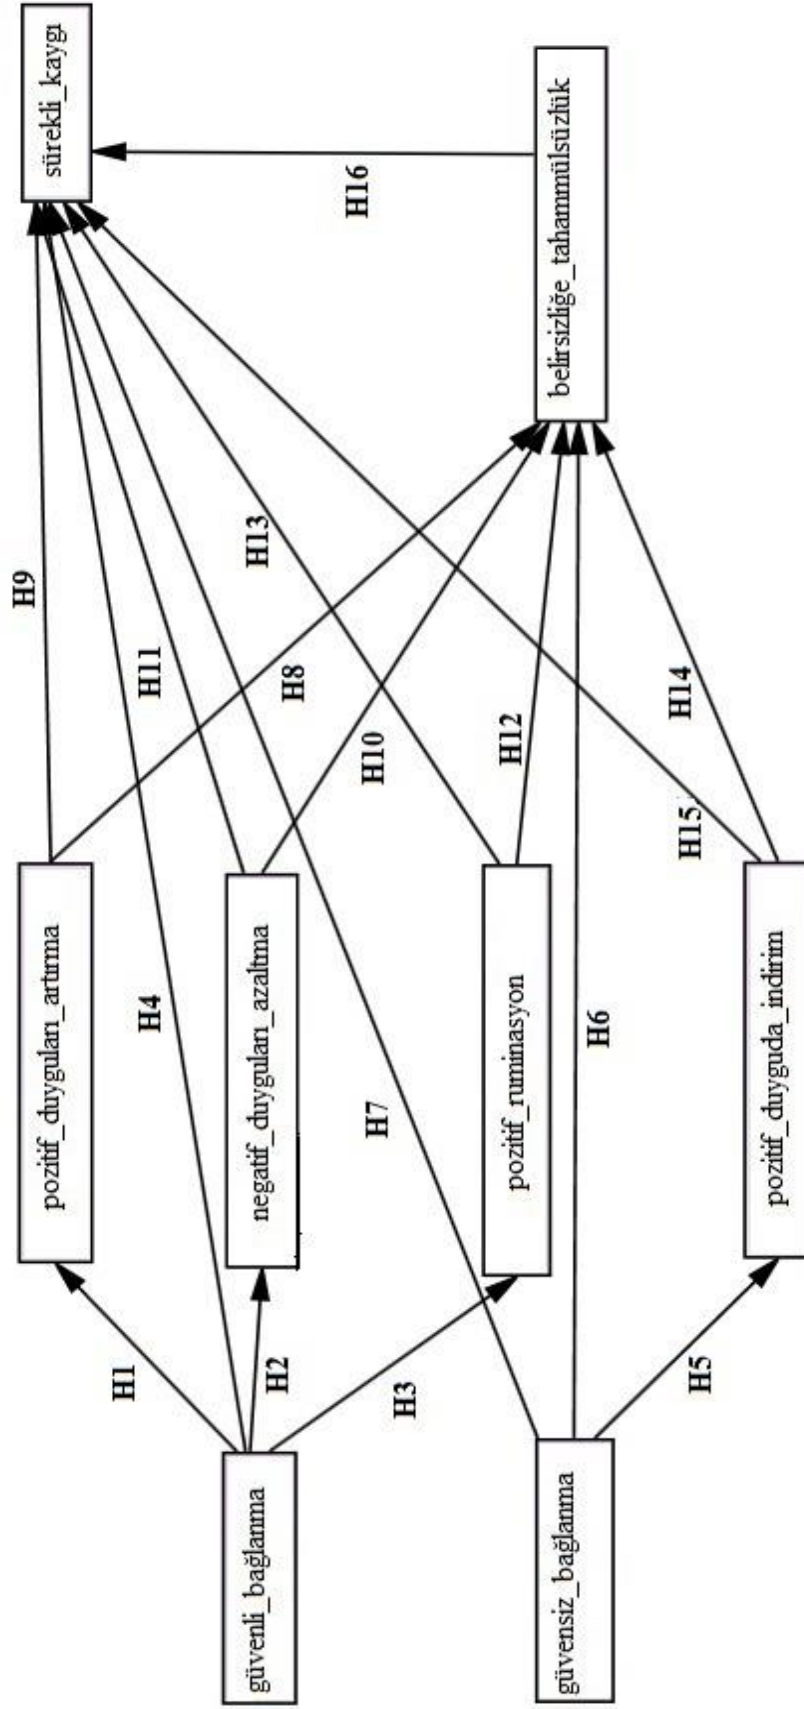 H9
pozitif_duyguları_artırma
sürekli_kaygı
H1
H4
H11
güvenli_bağlanma
negatif_duyguları_azaltma
H13
H2
H8
H16
H7
H10
H3
H12
pozitif_ruminasyon
güvensiz_bağlanma
belirsizliğe_tahammülsüzlük
H6
H14
H15
H5
pozitif_duyguda_indirim